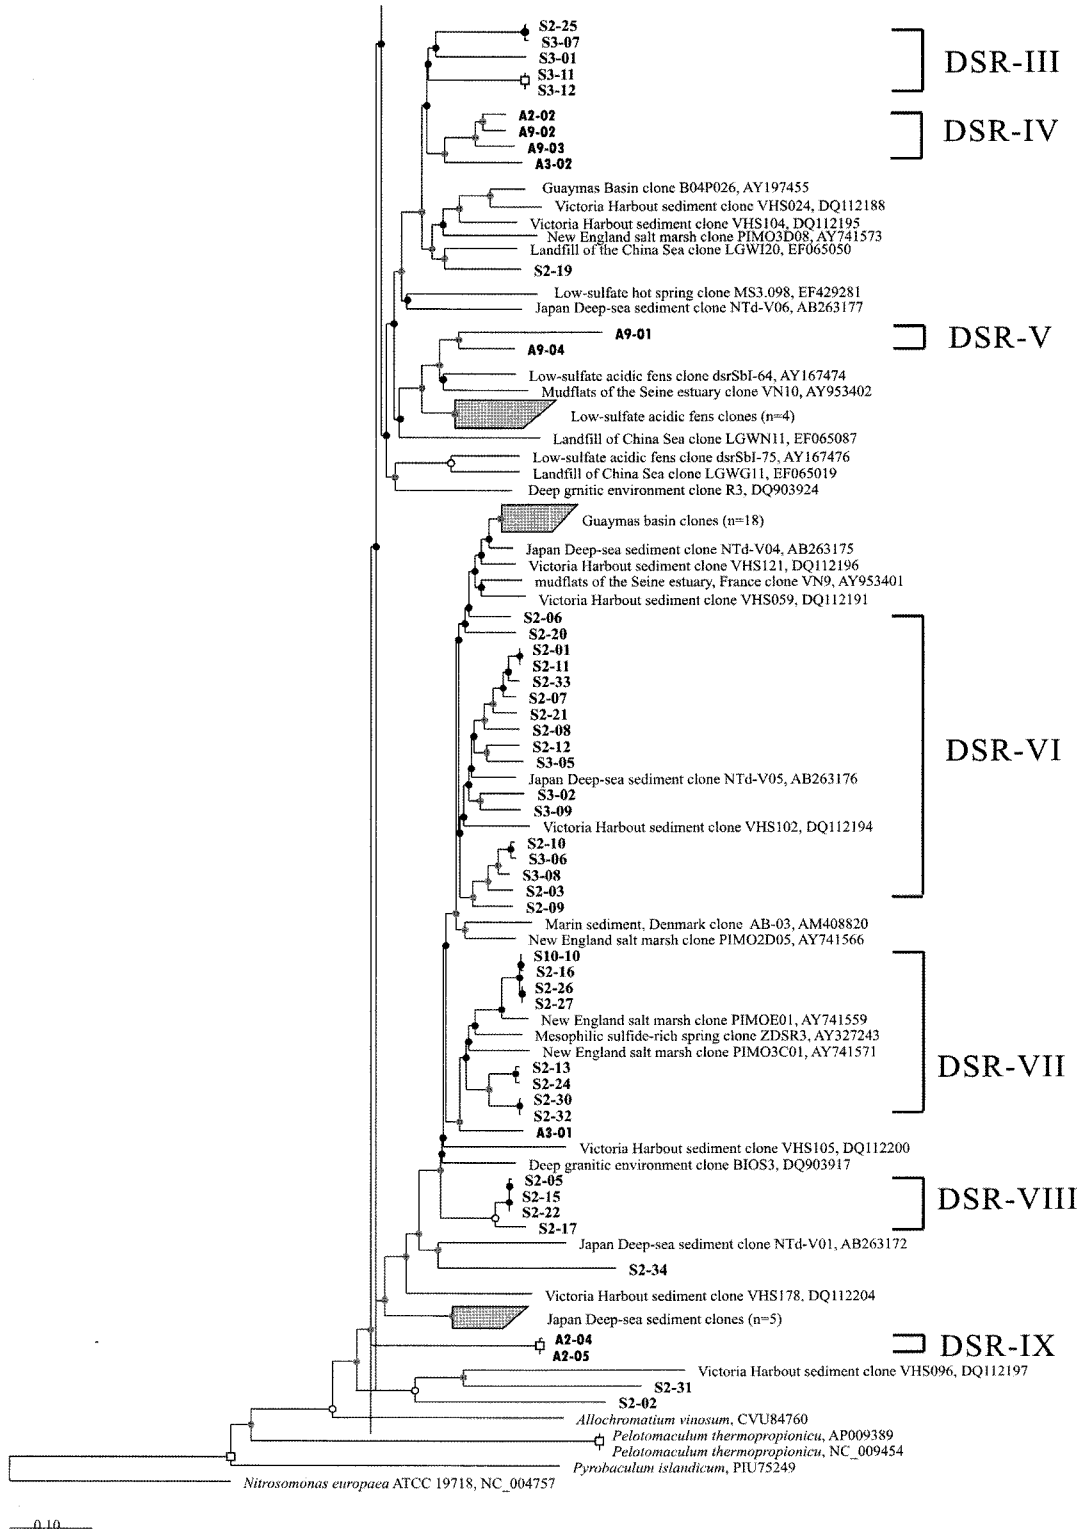 S2-25
S3-07
S3-01
S3-11
S3-12
DSR-III
A2-02
A9-02
A9-03
A3-02
DSR-IV
Guaymas Basin clone B04P026, AY197455
Victoria Harbout sediment clone VHS024, DQ112188
Victoria Harbout sediment clone VHS104, DQ112195
New England salt marsh clone PIMO3D08, AY741573
Landfill of the China Sea clone LGWI20, EF065050
S2-19
Low-sulfate hot spring clone MS3.098, EF429281
Japan Deep-sea sediment clone NTd-V06, AB263177
A9-01
A9-04
DSR-V
Low-sulfate acidic fens clone dsrSbI-64, AY167474
Mudflats of the Seine estuary clone VN10, AY953402
Low-sulfate acidic fens clones (n=4)
Landfill of China Sea clone LGWN11, EF065087
Low-sulfate acidic fens clone dsrSbI-75, AY167476
Landfill of China Sea clone LGWG11, EF065019
Deep grnitic environment clone R3, DQ903924
Guaymas basin clones (n=18)
Japan Deep-sea sediment clone NTd-V04, AB263175
Victoria Harbout sediment clone VHS121, DQ112196
mudflats of the Seine estuary, France clone VN9, AY953401
Victoria Harbout sediment clone VHS059, DQ112191
S2-06
S2-20
S2-01
S2-11
S2-33
S2-07
S2-21
S2-08
S2-12
S3-05
DSR-VI
Japan Deep-sea sediment clone NTd-V05, AB263176
S3-02
S3-09
Victoria Harbout sediment clone VHS102, DQ112194
S2-10
S3-06
S3-08
S2-03
S2-09
Marin sediment, Denmark clone AB-03, AM408820
New England salt marsh clone PIMO2D05, AY741566
S10-10
S2-16
S2-26
S2-27
New England salt marsh clone PIMOE01, AY741559
Mesophilic sulfide-rich spring clone ZDSR3, AY327243
New England salt marsh clone PIMO3C01, AY741571
DSR-VII
S2-13
S2-24
S2-30
S2-32
A3-01
Victoria Harbout sediment clone VHS105, DQ112200
Deep granitic environment clone BIOS3, DQ903917
S2-05
S2-15
S2-22
S2-17
DSR-VIII
Japan Deep-sea sediment clone NTd-V01, AB263172
S2-34
Victoria Harbout sediment clone VHS178, DQ112204
Japan Deep-sea sediment clones (n=5)
A2-04
A2-05
DSR-IX
Victoria Harbout sediment clone VHS096, DQ112197
S2-31
S2-02
Allochromatium vinosum, CVU84760
Pelotomaculum thermopropionicu, AP009389
Pelotomaculum thermopropionicu, NC_009454
Pyrobaculum islandicum, PIU75249
Nitrosomonas europaea ATCC 19718, NC_004757
0.10